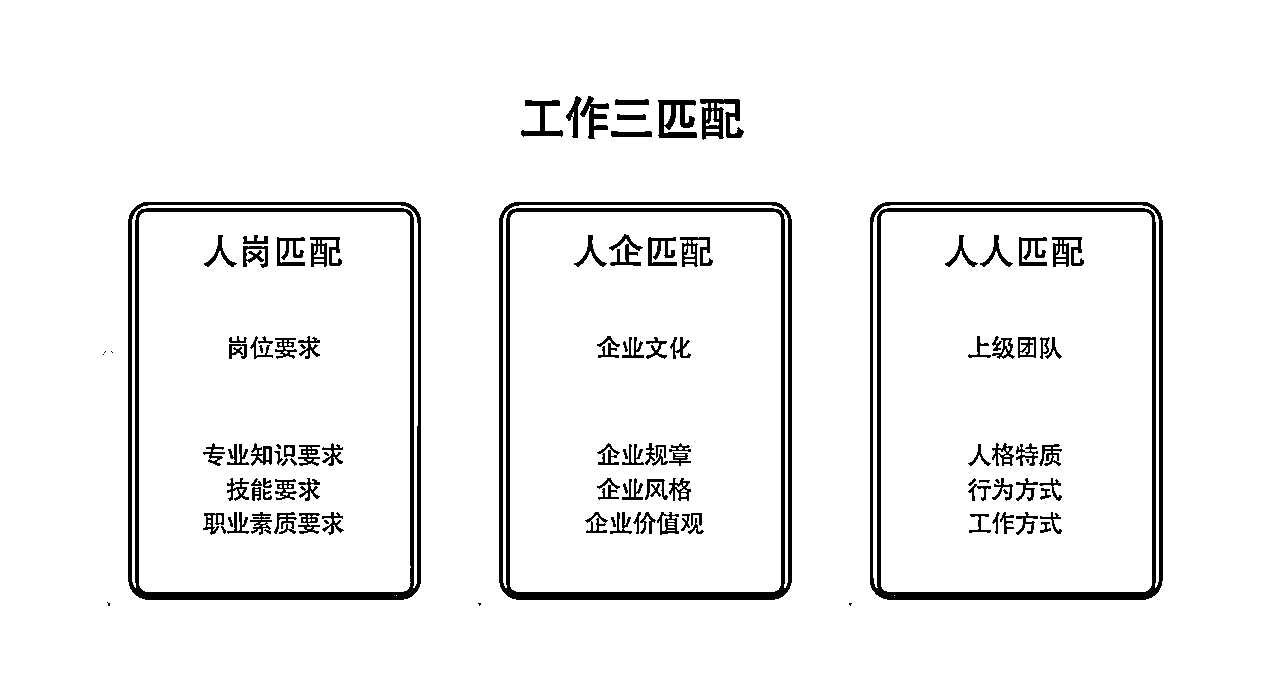 工作三匹配
人岗匹配
岗位要求
专业知识要求
技能要求
职业素质要求
人企匹配
企业文化
企业规章
企业风格
企业价值观
人人匹配
上级团队
人格特质
行为方式
工作方式